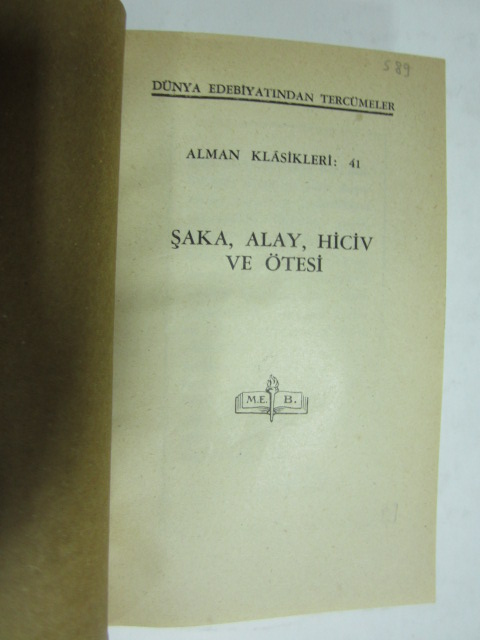 589
DÜNYA EDEBİYATINDAN TERCÜMELER
ALMAN KLÂSİKLERİ: 41
ŞAKA, ALAY, HİCİV
VE ÖTESİ
M.E. B.